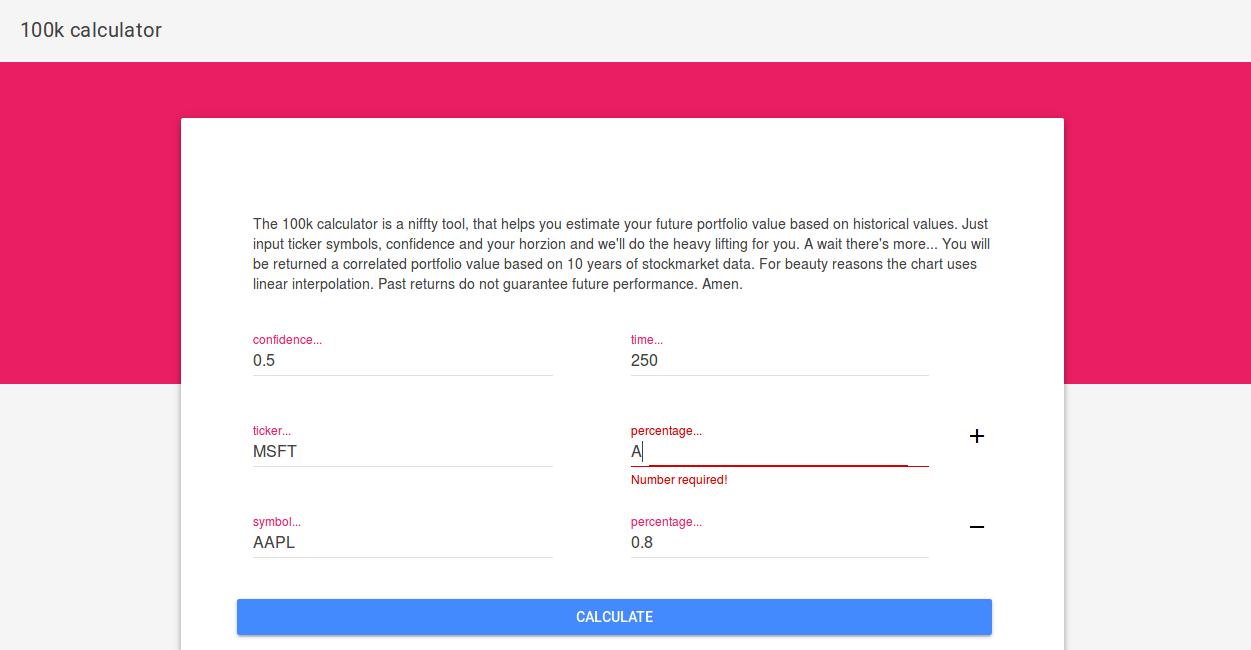 100k calculator
The 100k calculator is a niffty tool, that helps you estimate your future portfolio value based on historical values. Just
input ticker symbols, confidence and your horzion and we'll do the heavy lifting for you. A wait there's more... You will
be returned a correlated portfolio value based on 10 years of stockmarket data. For beauty reasons the chart uses
linear interpolation. Past returns do not guarantee future performance. Amen.
confidence... time...
0.5 250
ticker... percentage...
MSFT A
Number required!
symbol... percentage...
AAPL 0.8
CALCULATE